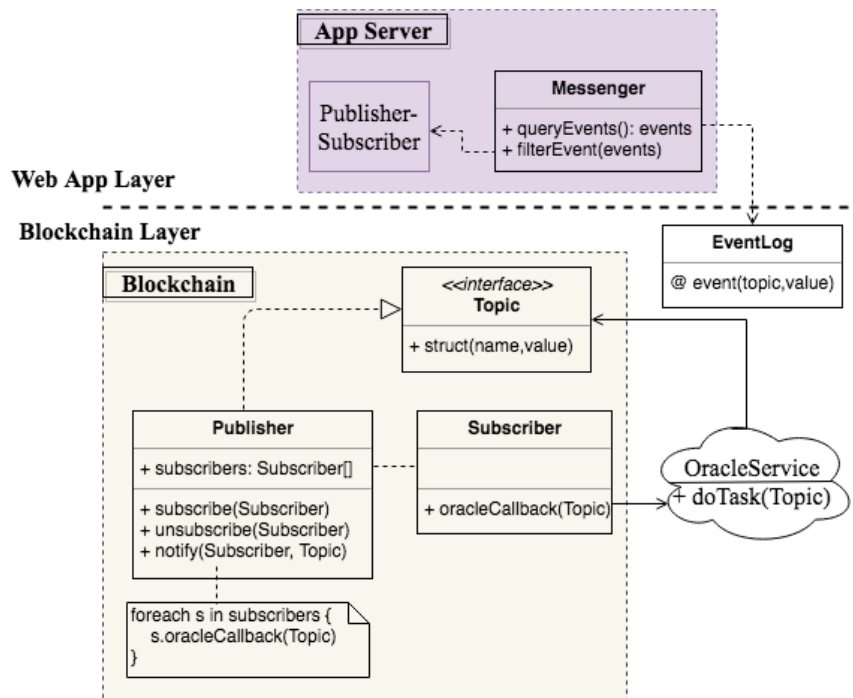 App Server
Publisher-
Subscriber
Messenger
+ queryEvents(): events
+ filterEvent(events)
Web App Layer
Blockchain Layer
EventLog
@ event(topic,value)
Blockchain
<<interface>>
Topic
+ struct(name,value)
Publisher
+ subscribers: Subscriber[]
+ subscribe(Subscriber)
+ unsubscribe(Subscriber)
+ notify(Subscriber, Topic)
Subscriber
+ oracleCallback(Topic)
OracleService
+ doTask(Topic)
foreach s in subscribers {
s.oracleCallback(Topic)
}